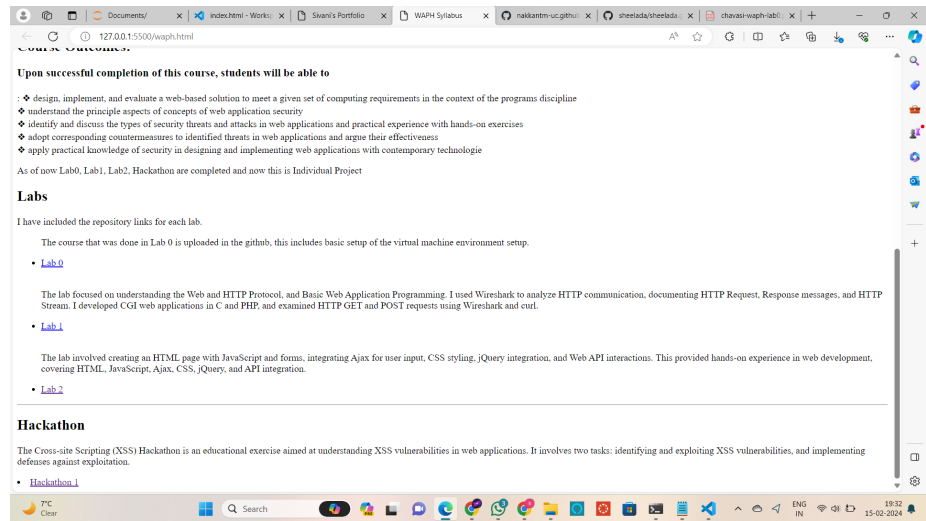 Documents/
index.html - Worksp
Sivani's Portfolio
WAPH Syllabus
nakkantm-uc.github
sheelada/sheelada.g
chavasi-waph-lab0.p
127.0.0.1:5500/waph.html
Course Outcomes:
Upon successful completion of this course, students will be able to
: ❖ design, implement, and evaluate a web-based solution to meet a given set of computing requirements in the context of the programs discipline
❖ understand the principle aspects of concepts of web application security
❖ identify and discuss the types of security threats and attacks in web applications and practical experience with hands-on exercises
❖ adopt corresponding countermeasures to identified threats in web applications and argue their effectiveness
❖ apply practical knowledge of security in designing and implementing web applications with contemporary technologie
As of now Lab0, Lab1, Lab2, Hackathon are completed and now this is Individual Project
Labs
I have included the repository links for each lab.
The course that was done in Lab 0 is uploaded in the github, this includes basic setup of the virtual machine environment setup.
• Lab 0
The lab focused on understanding the Web and HTTP Protocol, and Basic Web Application Programming. I used Wireshark to analyze HTTP communication, documenting HTTP Request, Response messages, and HTTP
Stream. I developed CGI web applications in C and PHP, and examined HTTP GET and POST requests using Wireshark and curl.
• Lab 1
The lab involved creating an HTML page with JavaScript and forms, integrating Ajax for user input, CSS styling, jQuery integration, and Web API interactions. This provided hands-on experience in web development,
covering HTML, JavaScript, Ajax, CSS, jQuery, and API integration.
• Lab 2
Hackathon
The Cross-site Scripting (XSS) Hackathon is an educational exercise aimed at understanding XSS vulnerabilities in web applications. It involves two tasks: identifying and exploiting XSS vulnerabilities, and implementing
defenses against exploitation.
• Hackathon 1
7°C
Clear
Search
ENG
IN
19:32
15-02-2024